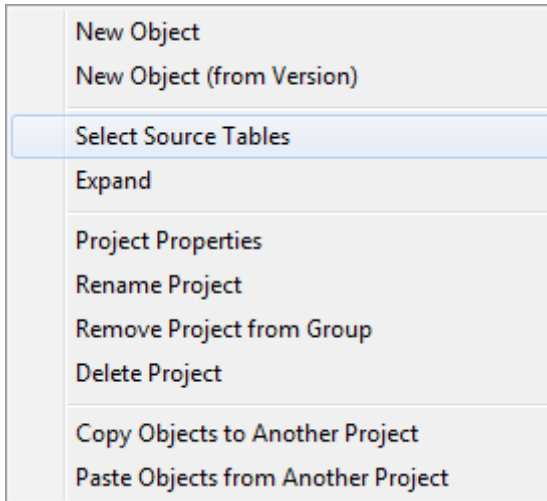 New Object
New Object (from Version)
Select Source Tables
Expand
Project Properties
Rename Project
Remove Project from Group
Delete Project
Copy Objects to Another Project
Paste Objects from Another Project